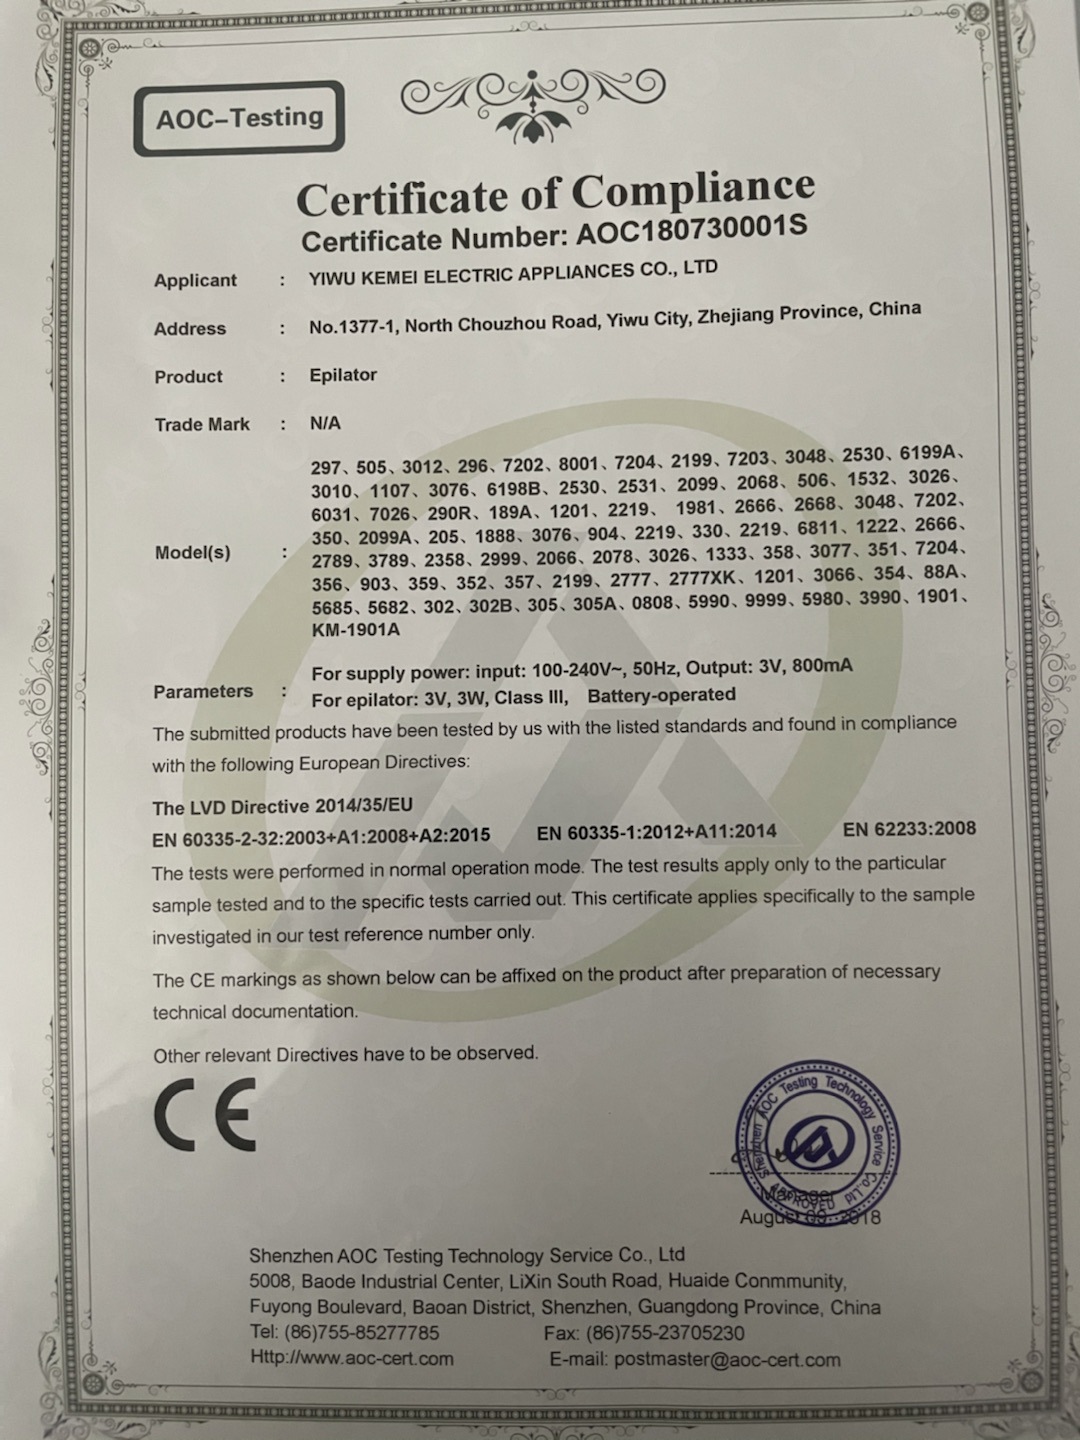 AOC-Testing
Certificate of Compliance
Certificate Number: AOC180730001S
Applicant : YIWU KEMEI ELECTRIC APPLIANCES CO., LTD
Address : No.1377-1, North Chouzhou Road, Yiwu City, Zhejiang Province, China
Product : Epilator
Trade Mark : N/A
297、505、3012、296、7202、8001、7204、2199、7203、3048、2530、6199A、
3010、1107、3076、6198B、2530、2531、2099、2068、506、1532、3026、
6031、7026、290R、189A、1201、2219、 1981、2666、2668、3048、7202、
350、2099A、205、1888、3076、904、2219、330、2219、6811、1222、2666、
Model(s) : 2789、3789、2358、2999、2066、2078、3026、1333、358、3077、351、7204、
356、903、359、352、357、2199、2777、2777XK、1201、3066、354、88A、
5685、5682、302、302B、305、305A、0808、5990、9999、5980、3990、1901、
KM-1901A
For supply power: input: 100-240V~, 50Hz, Output: 3V, 800mA
Parameters : For epilator: 3V, 3W, Class III, Battery-operated
The submitted products have been tested by us with the listed standards and found in compliance
with the following European Directives:
The LVD Directive 2014/35/EU
EN 60335-2-32:2003+A1:2008+A2:2015 EN 60335-1:2012+A11:2014 EN 62233:2008
The tests were performed in normal operation mode. The test results apply only to the particular
sample tested and to the specific tests carried out. This certificate applies specifically to the sample
investigated in our test reference number only.
The CE markings as shown below can be affixed on the product after preparation of necessary
technical documentation.
Other relevant Directives have to be observed.
CE
Shenzhen AOC Testing Technology Service Co.,Ltd
APPROVED
Manager
August 09, 2018
Shenzhen AOC Testing Technology Service Co., Ltd
5008, Baode Industrial Center, LiXin South Road, Huaide Conmmunity,
Fuyong Boulevard, Baoan District, Shenzhen, Guangdong Province, China
Tel: (86)755-85277785 Fax: (86)755-23705230
Http://www.aoc-cert.com E-mail: postmaster@aoc-cert.com